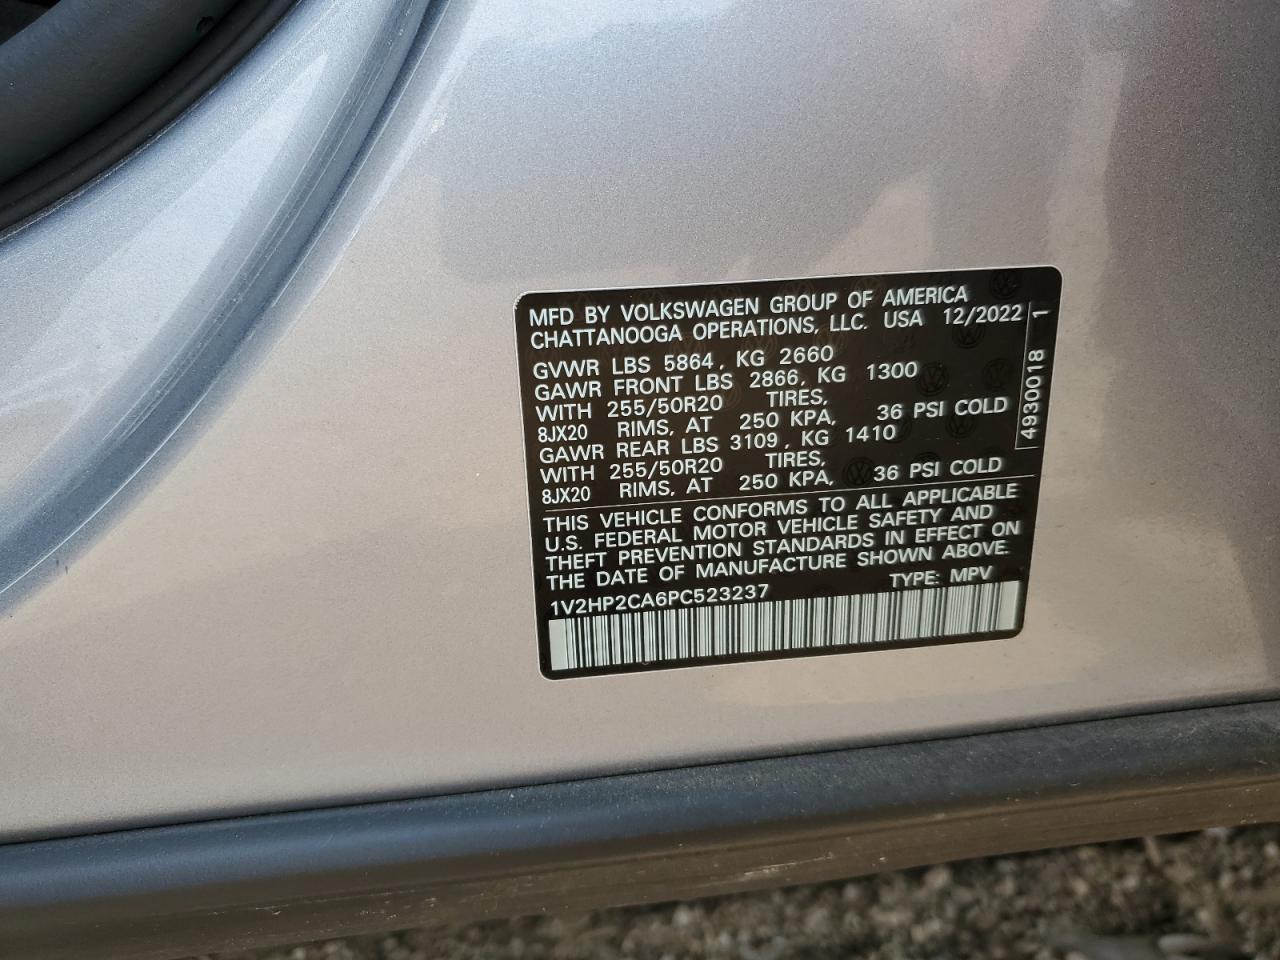 MFD BY VOLKSWAGEN GROUP OF AMERICA
CHATTANOOGA OPERATIONS, LLC. USA 12/2022
GVWR LBS 5864, KG 2660
GAWR FRONT LBS 2866, KG 1300
WITH 255/50R20 TIRES,
8JX20 RIMS, AT 250 KPA, 36 PSI COLD
GAWR REAR LBS 3109, KG 1410
WITH 255/50R20 TIRES,
8JX20 RIMS, AT 250 KPA, 36 PSI COLD
4930018 1
THIS VEHICLE CONFORMS TO ALL APPLICABLE
U.S. FEDERAL MOTOR VEHICLE SAFETY AND
THEFT PREVENTION STANDARDS IN EFFECT ON
THE DATE OF MANUFACTURE SHOWN ABOVE.
1V2HP2CA6PC523237 TYPE: MPV